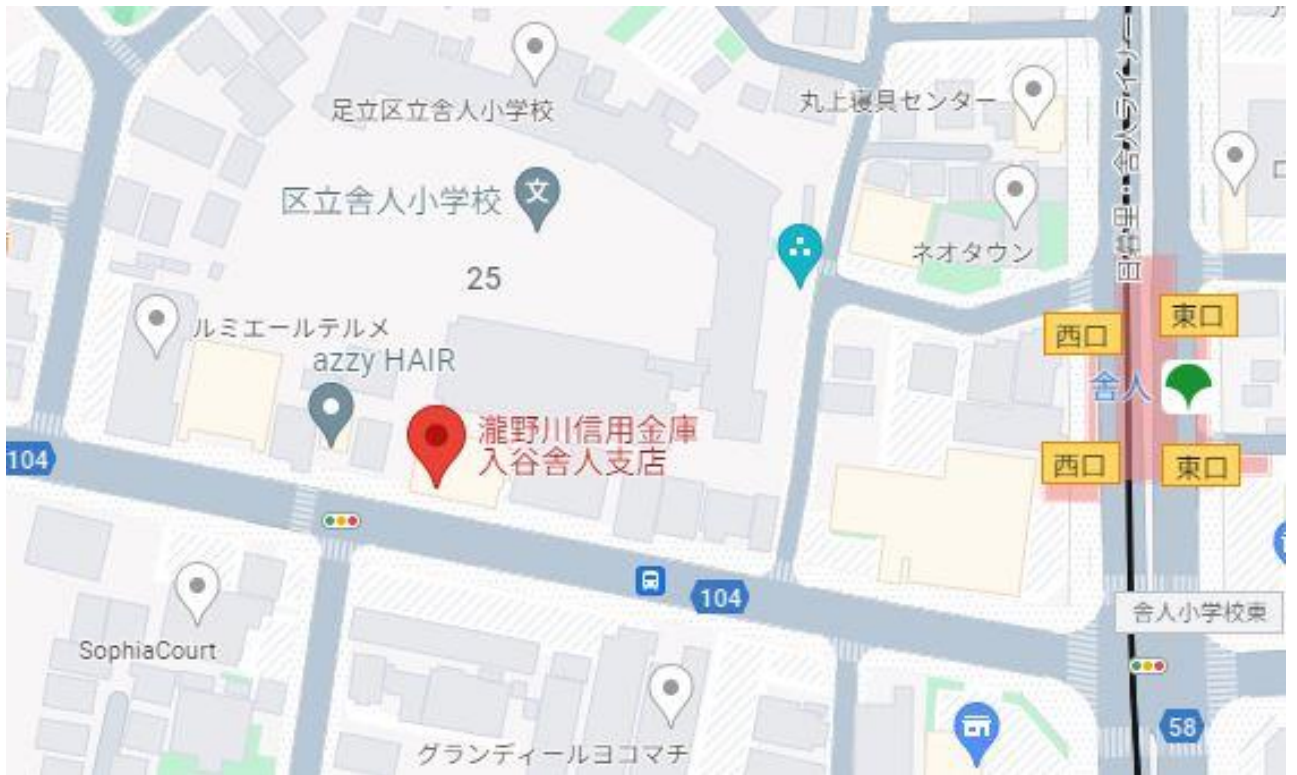 足立区立舎人小学校
丸上寝具センター
日暮里・舎人ライナー
区立舎人小学校
文
ネオタウン
25
東口
西口
ルミエールテルメ
azzy HAIR
舎人
瀧野川信用金庫
入谷舎人支店
104
西口
東口
104
舎人小学校東
SophiaCourt
58
グランディールヨコマチ